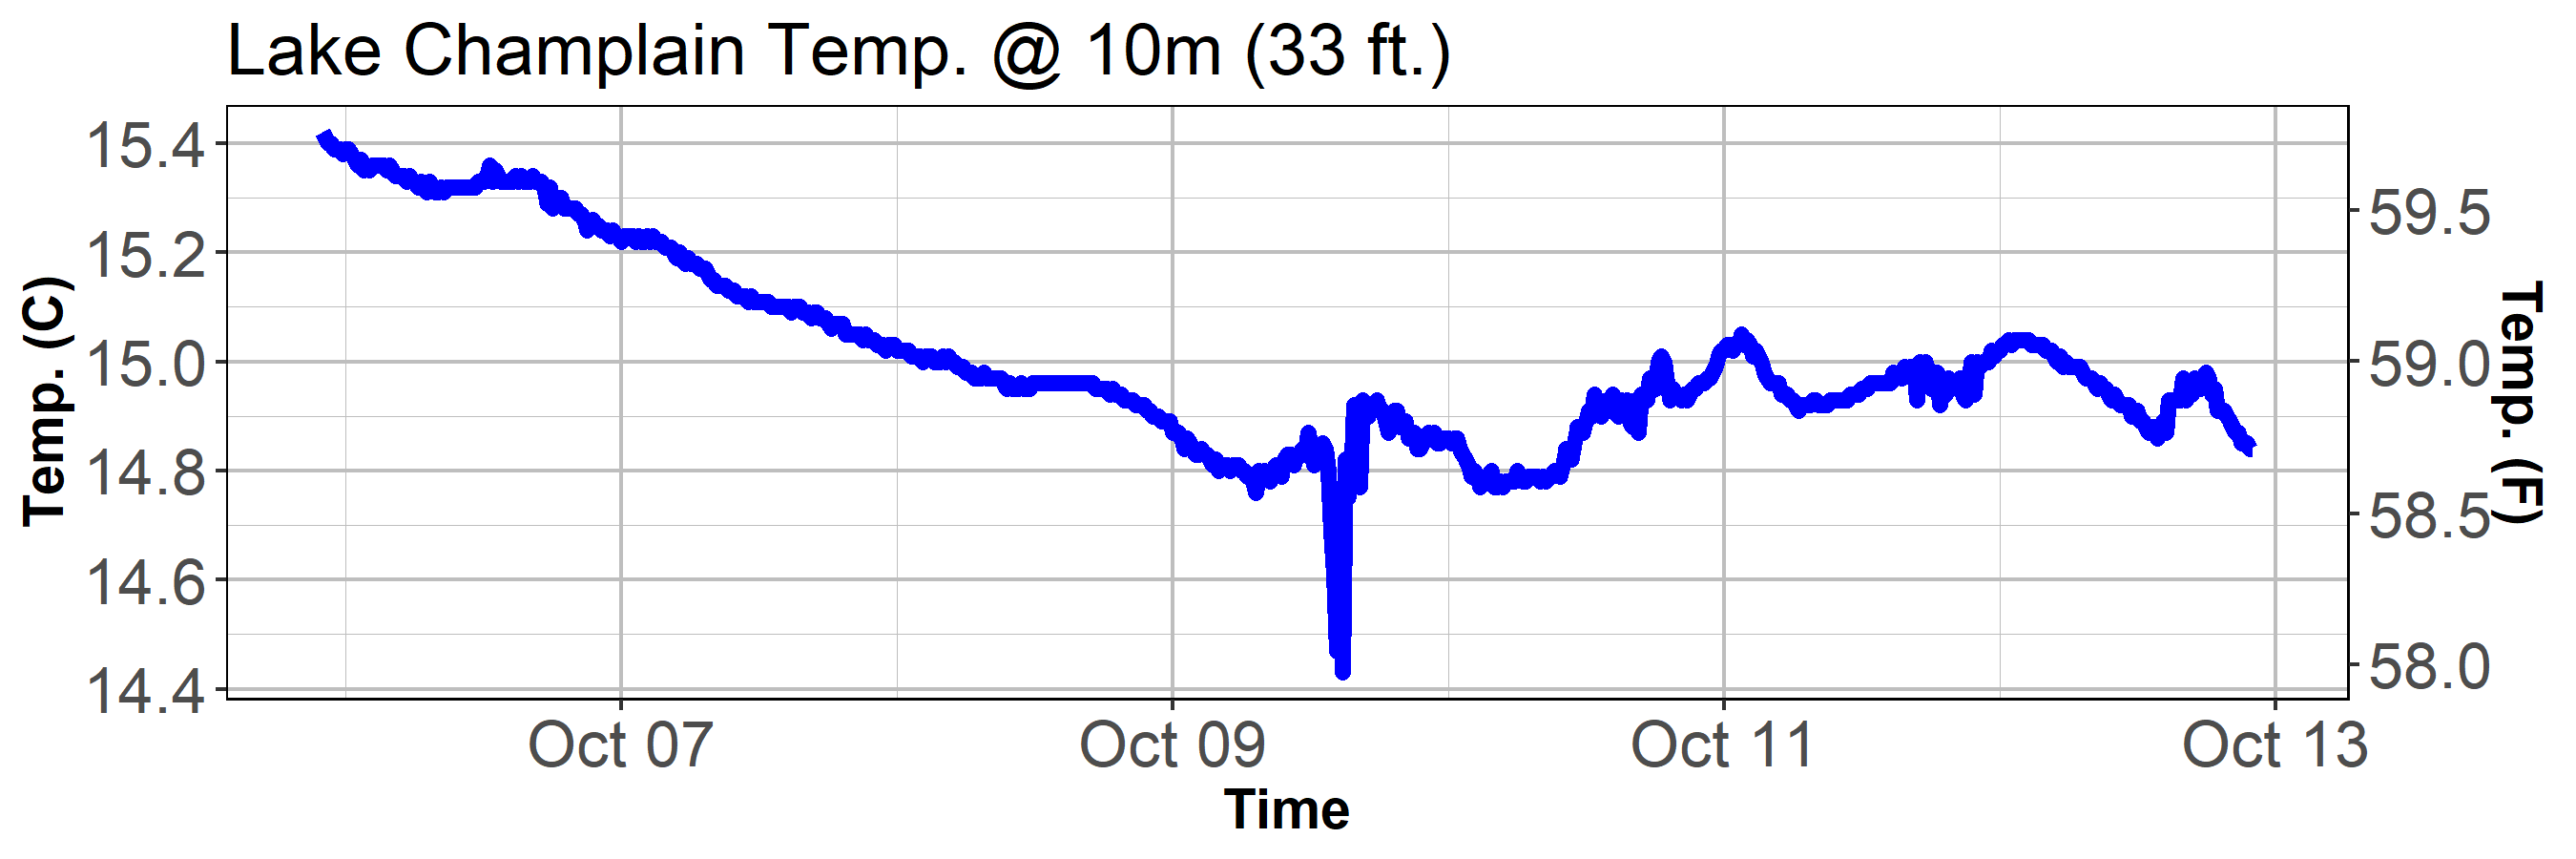 Lake Champlain Temp. @ 10m (33 ft.)
Temp. (C)
15.4
15.2
15.0
14.8
14.6
14.4
59.5
59.0
58.5
58.0
Temp. (F)
Oct 07
Oct 09
Oct 11
Oct 13
Time